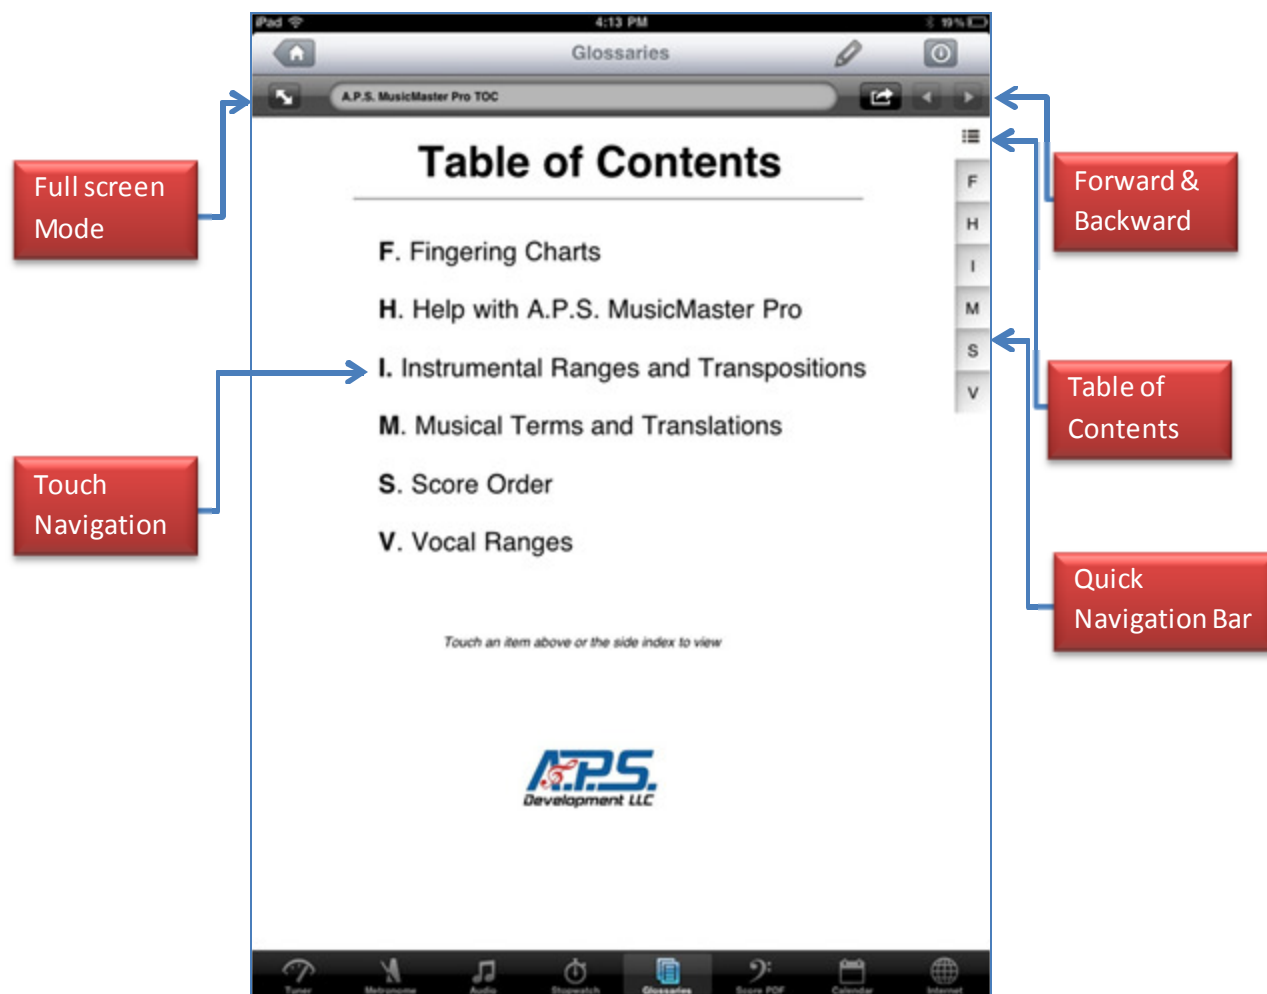 iPad 4:13 PM 19%
Glossaries
A.P.S. MusicMaster Pro TOC
Table of Contents
F. Fingering Charts
H. Help with A.P.S. MusicMaster Pro
I. Instrumental Ranges and Transpositions
M. Musical Terms and Translations
S. Score Order
V. Vocal Ranges
Touch an item above or the side index to view
A.P.S.
Development LLC
F
H
I
M
S
V
Full screen
Mode
Touch
Navigation
Forward &
Backward
Table of
Contents
Quick
Navigation Bar
Tuner Metronome Audio Stopwatch Glossaries Score PDF Calendar Internet